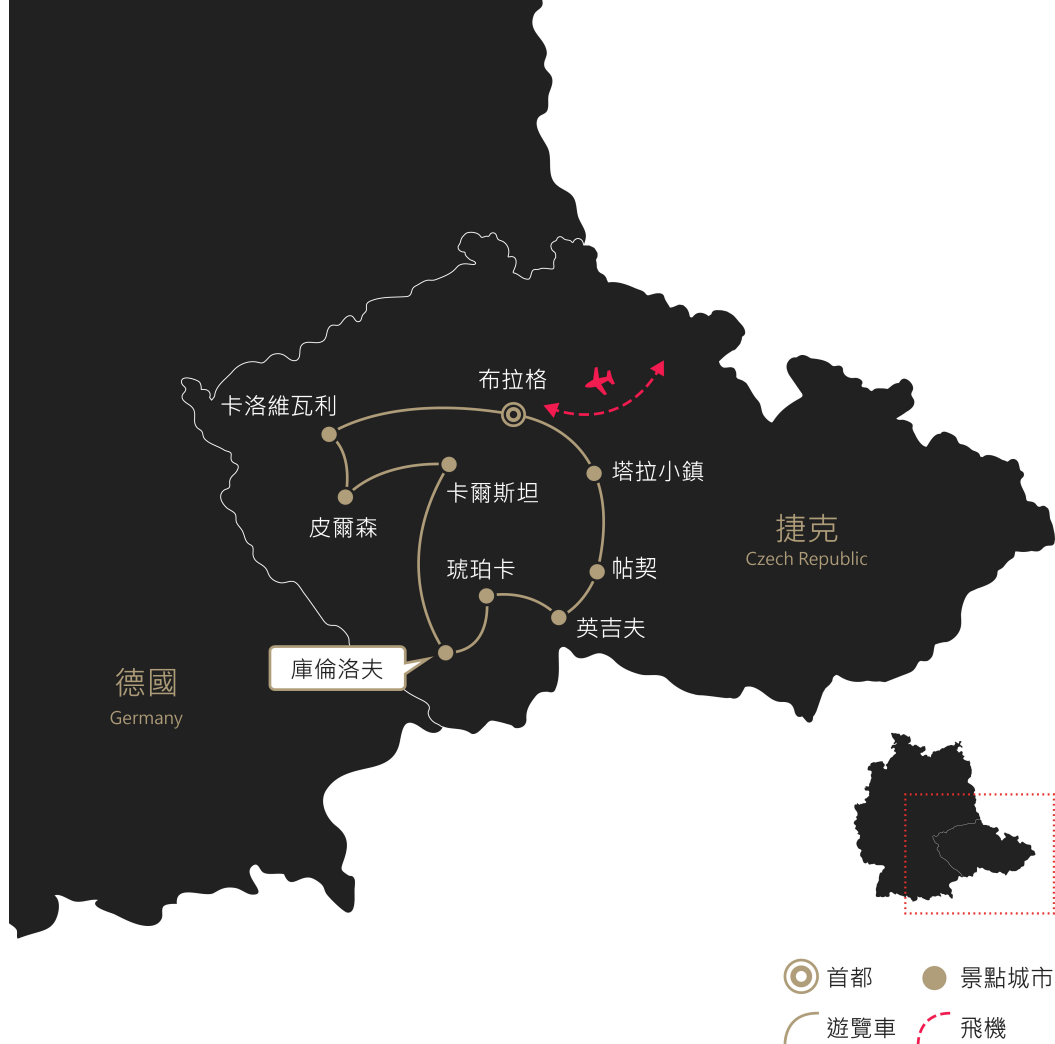 布拉格
卡洛維瓦利
塔拉小鎮
卡爾斯坦
皮爾森
捷克
Czech Republic
琥珀卡
帖契
英吉夫
庫倫洛夫
德國
Germany
首都
景點城市
遊覽車
飛機